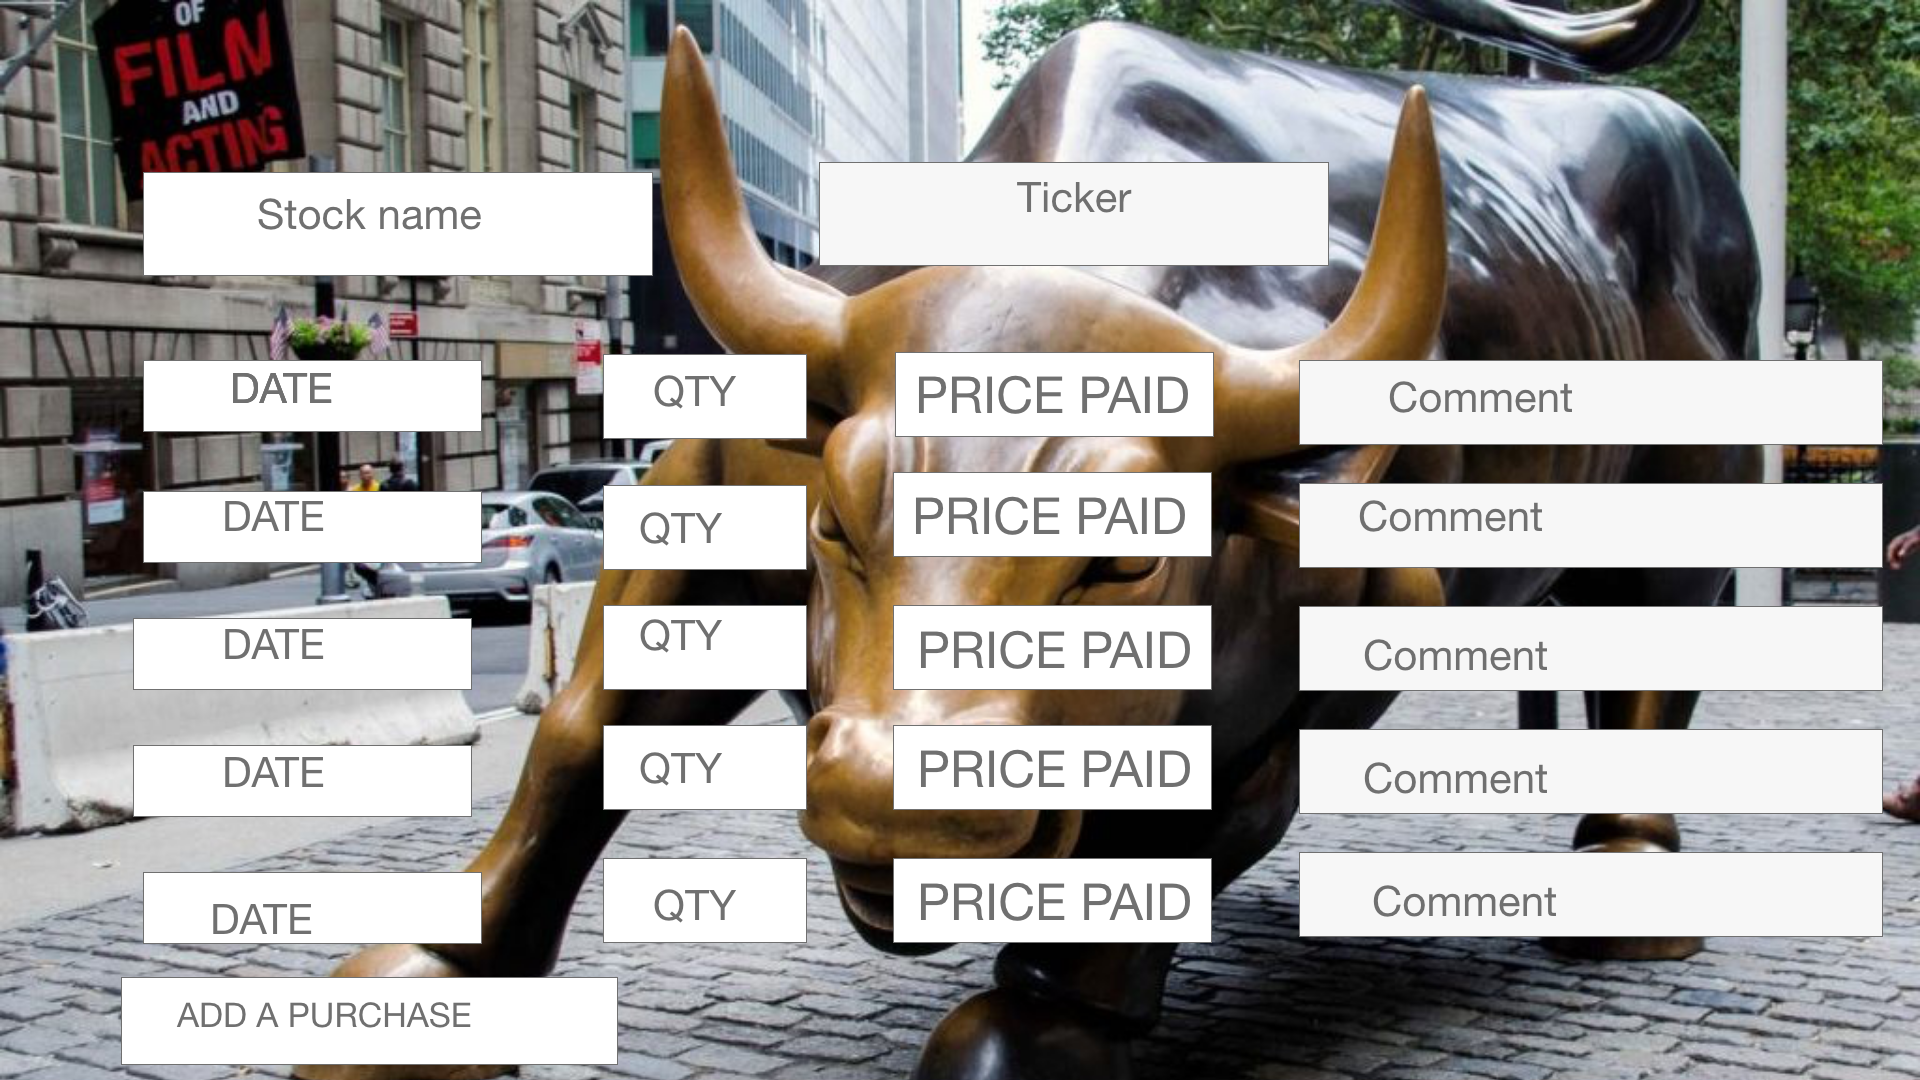 OF
FILM
AND
ACTING
Stock name
Ticker
DATE QTY PRICE PAID Comment
DATE QTY PRICE PAID Comment
DATE QTY PRICE PAID Comment
DATE QTY PRICE PAID Comment
DATE QTY PRICE PAID Comment
ADD A PURCHASE